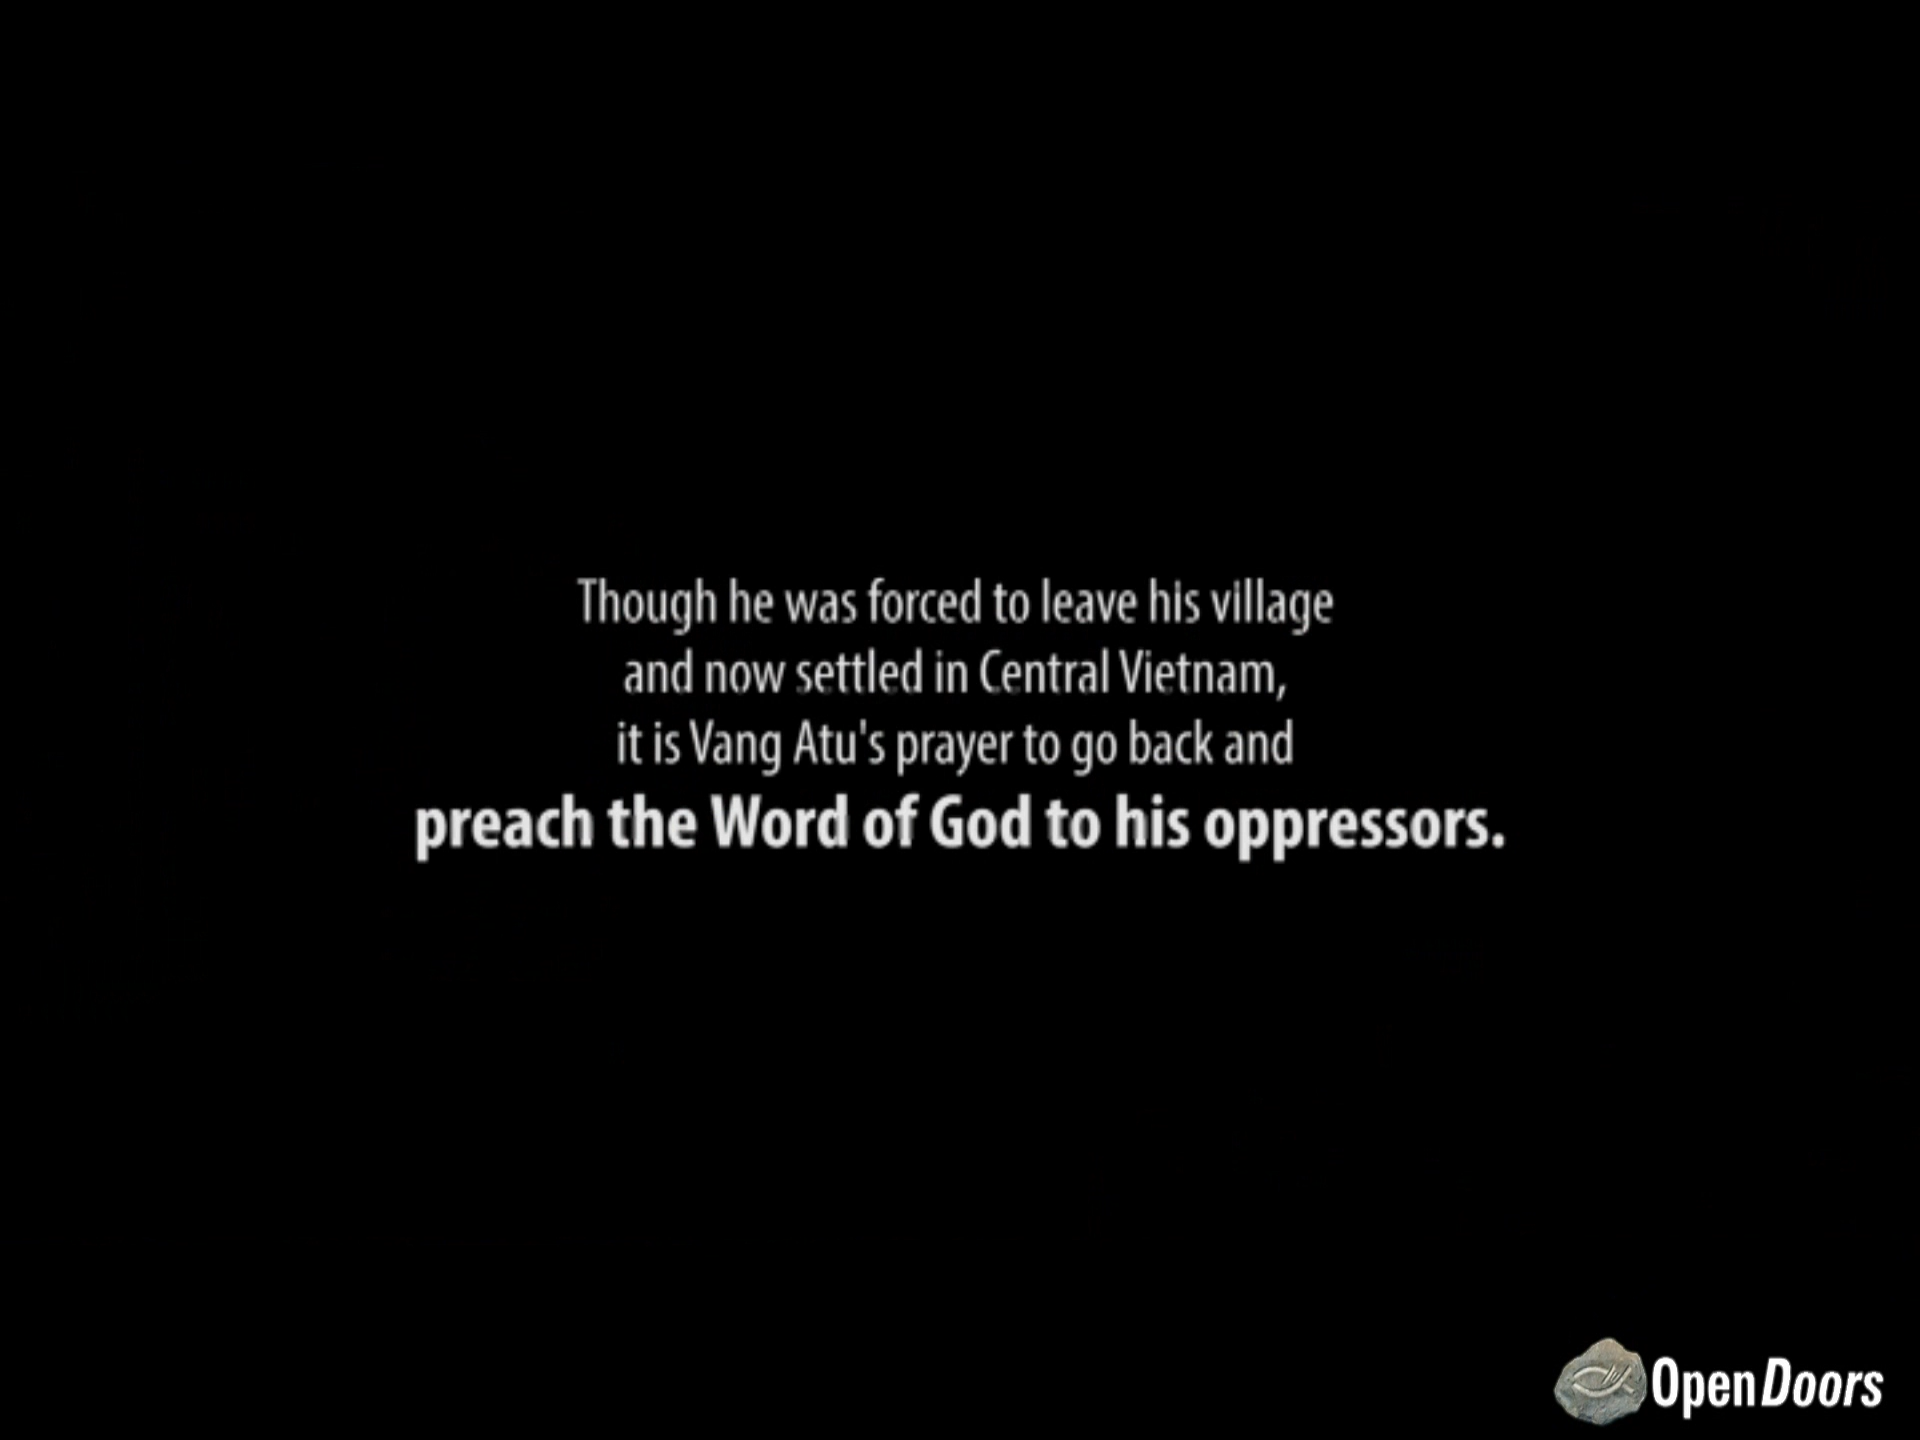 Though he was forced to leave his village
and now settled in Central Vietnam,
it is Vang Atu's prayer to go back and
preach the Word of God to his oppressors.
Open Doors